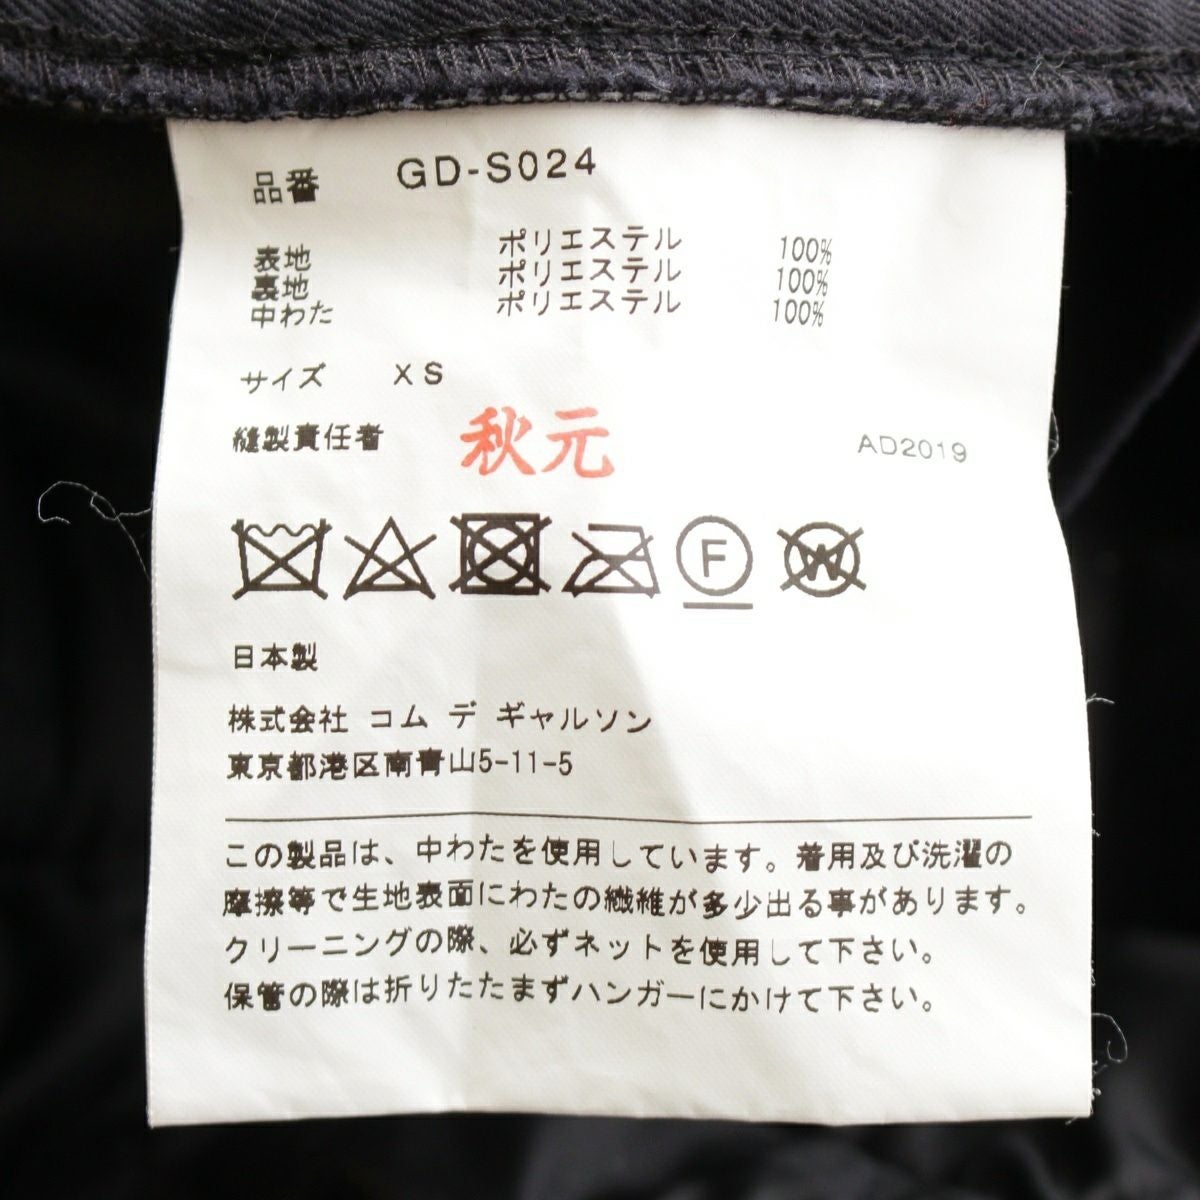 品番 GD-S024
表地 ポリエステル 100%
裏地 ポリエステル 100%
中わた ポリエステル 100%
サイズ XS
縫製責任者 秋元 AD2019
F W
日本製
株式会社 コム デ ギャルソン
東京都港区南青山5-11-5
この製品は、中わたを使用しています。着用及び洗濯の
摩擦等で生地表面にわたの繊維が多少出る事があります。
クリーニングの際、必ずネットを使用して下さい。
保管の際は折りたたまずハンガーにかけて下さい。